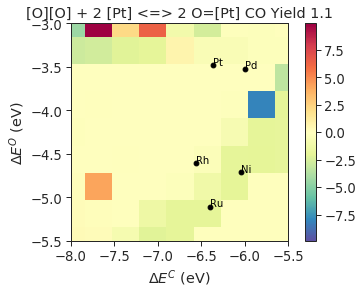 [O][O] + 2 [Pt] <=> 2 O=[Pt] CO Yield 1.1
−3.0
−3.5
−4.0
−4.5
−5.0
−5.5
ΔE^O (eV)
Pt
Pd
Rh
Ni
Ru
−8.0 −7.5 −7.0 −6.5 −6.0 −5.5
ΔE^C (eV)
7.5
5.0
2.5
0.0
−2.5
−5.0
−7.5